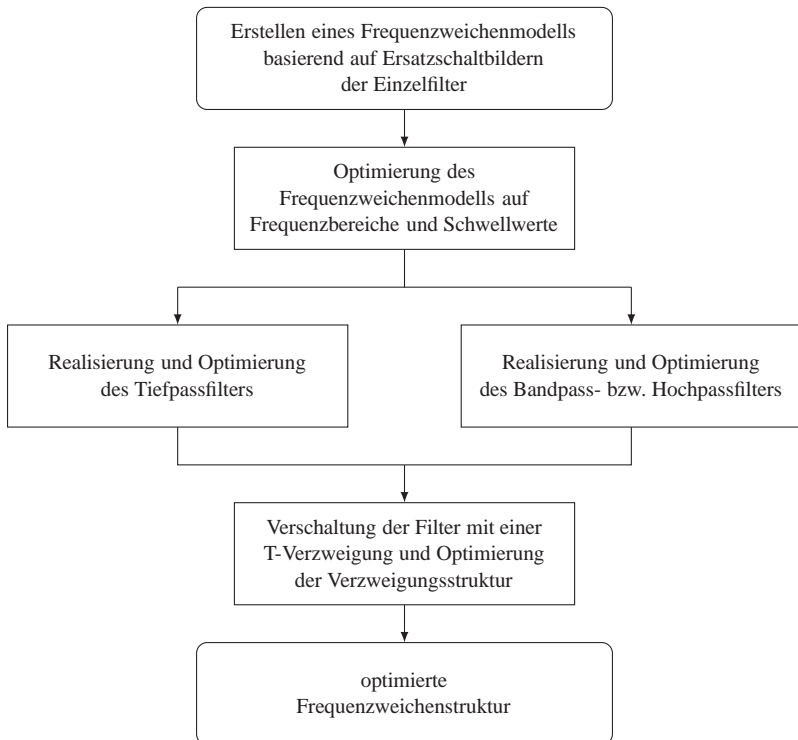 Erstellen eines Frequenzweichenmodells
basierend auf Ersatzschaltbildern
der Einzelfilter
Optimierung des
Frequenzweichenmodells auf
Frequenzbereiche und Schwellwerte
Realisierung und Optimierung
des Tiefpassfilters
Realisierung und Optimierung
des Bandpass- bzw. Hochpassfilters
Verschaltung der Filter mit einer
T-Verzweigung und Optimierung
der Verzweigungsstruktur
optimierte
Frequenzweichenstruktur